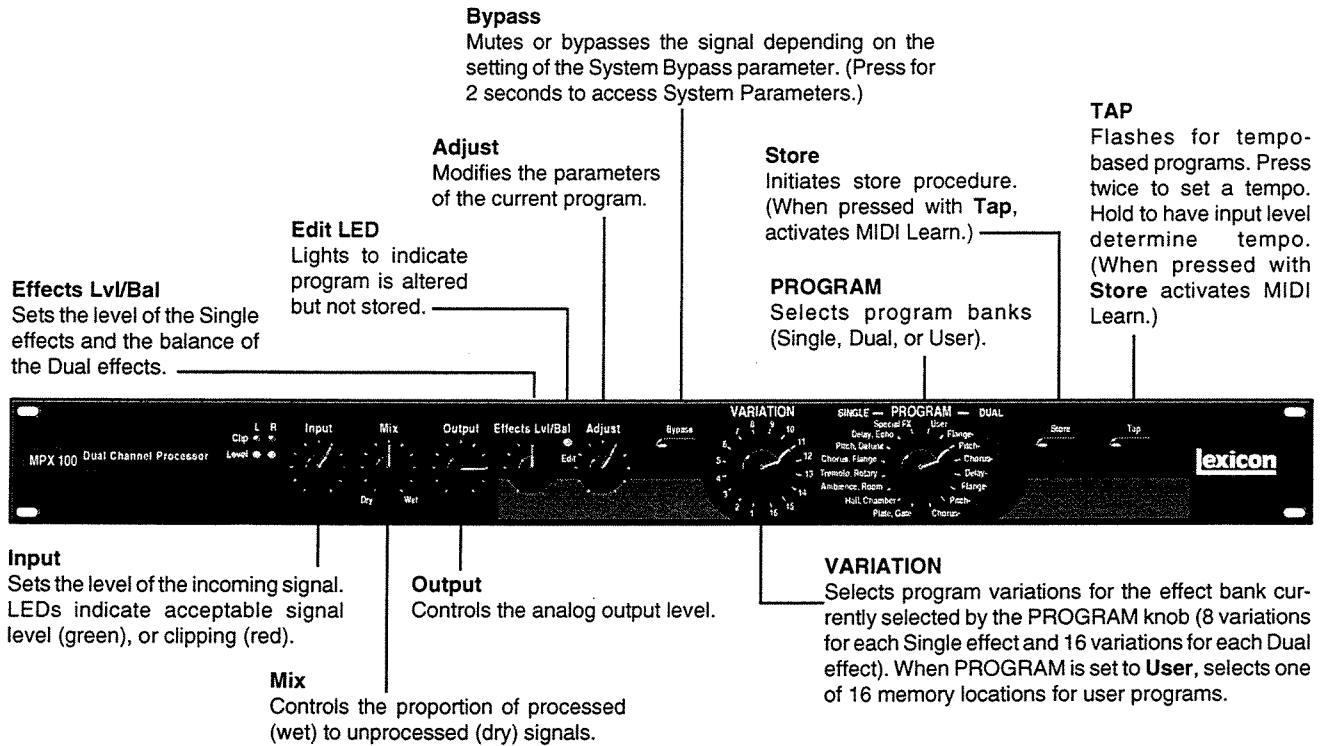 Bypass
Mutes or bypasses the signal depending on the
setting of the System Bypass parameter. (Press for
2 seconds to access System Parameters.)
TAP
Flashes for tempo-
based programs. Press
twice to set a tempo.
Hold to have input level
determine tempo.
(When pressed with
Store activates MIDI
Learn.)
Adjust
Modifies the parameters
of the current program.
Store
Initiates store procedure.
(When pressed with Tap,
activates MIDI Learn.)
Edit LED
Lights to indicate
program is altered
but not stored.
PROGRAM
Selects program banks
(Single, Dual, or User).
Effects Lvl/Bal
Sets the level of the Single
effects and the balance of
the Dual effects.
MPX 100 Dual Channel Processor
L R
Clip
Level
Input
Mix
Dry Wet
Output
Effects Lvl/Bal
Edit
Adjust
Bypass
VARIATION
1 2 3 4 5 6 7 8 9 10 11 12 13 14 15 16
SINGLE — PROGRAM — DUAL
Special FX
Delay, Echo
Pitch, Detune
Chorus, Flange
Tremolo, Rotary
Ambience, Room
Hall, Chamber
Plate, Gate
User
Flange-
Pitch-
Chorus-
Delay-
Flange-
Pitch-
Chorus-
Store
Tap
lexicon
Input
Sets the level of the incoming signal.
LEDs indicate acceptable signal
level (green), or clipping (red).
Output
Controls the analog output level.
Mix
Controls the proportion of processed
(wet) to unprocessed (dry) signals.
VARIATION
Selects program variations for the effect bank cur-
rently selected by the PROGRAM knob (8 variations
for each Single effect and 16 variations for each Dual
effect). When PROGRAM is set to User, selects one
of 16 memory locations for user programs.